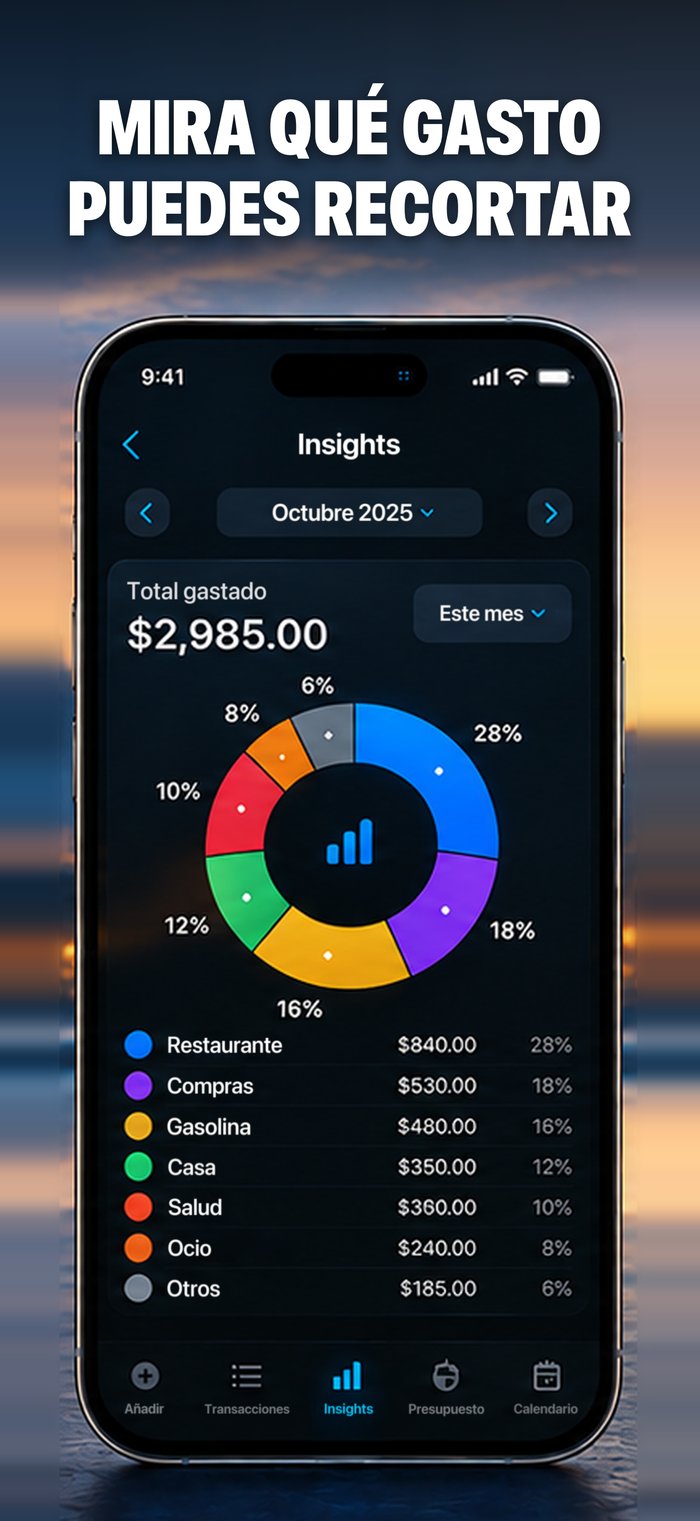 MIRA QUÉ GASTO
PUEDES RECORTAR
9:41
Insights
Octubre 2025
Total gastado
$2,985.00
Este mes
6%
8%
28%
10%
12%
18%
16%
Restaurante $840.00 28%
Compras $530.00 18%
Gasolina $480.00 16%
Casa $350.00 12%
Salud $360.00 10%
Ocio $240.00 8%
Otros $185.00 6%
Añadir Transacciones Insights Presupuesto Calendario